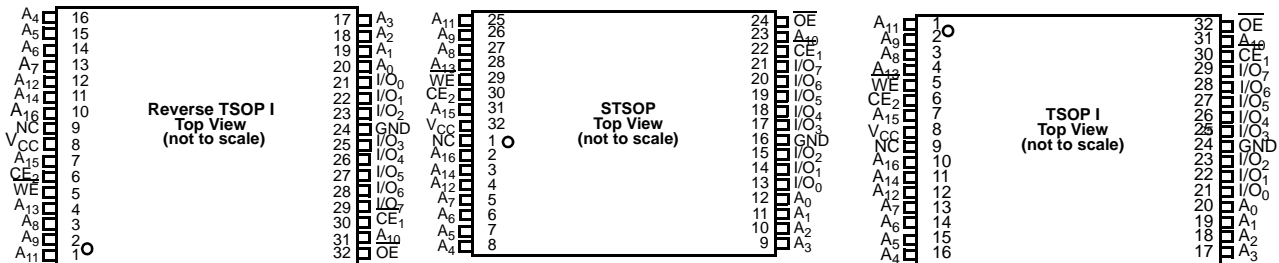 A4 16 17 A3
A5 15 18 A2
A6 14 19 A1
A7 13 20 A0
A12 12 21 I/O0
A14 11 22 I/O1
A16 10 23 I/O2
NC 9 24 GND
VCC 8 25 I/O3
A15 7 26 I/O4
CE2 6 27 I/O5
WE 5 28 I/O6
A13 4 29 I/O7
A8 3 30 CE1
A9 2 31 A10
A11 1 32 OE
Reverse TSOP I
Top View
(not to scale)
A11 25 24 OE
A9 26 23 A10
A8 27 22 CE1
A13 28 21 I/O7
WE 29 20 I/O6
CE2 30 19 I/O5
A15 31 18 I/O4
VCC 32 17 I/O3
NC 1 16 GND
A16 2 15 I/O2
A14 3 14 I/O1
A12 4 13 I/O0
A7 5 12 A0
A6 6 11 A1
A5 7 10 A2
A4 8 9 A3
STSOP
Top View
(not to scale)
A11 1 32 OE
A9 2 31 A10
A8 3 30 CE1
A13 4 29 I/O7
WE 5 28 I/O6
CE2 6 27 I/O5
A15 7 26 I/O4
VCC 8 25 I/O3
NC 9 24 GND
A16 10 23 I/O2
A14 11 22 I/O1
A12 12 21 I/O0
A7 13 20 A0
A6 14 19 A1
A5 15 18 A2
A4 16 17 A3
TSOP I
Top View
(not to scale)